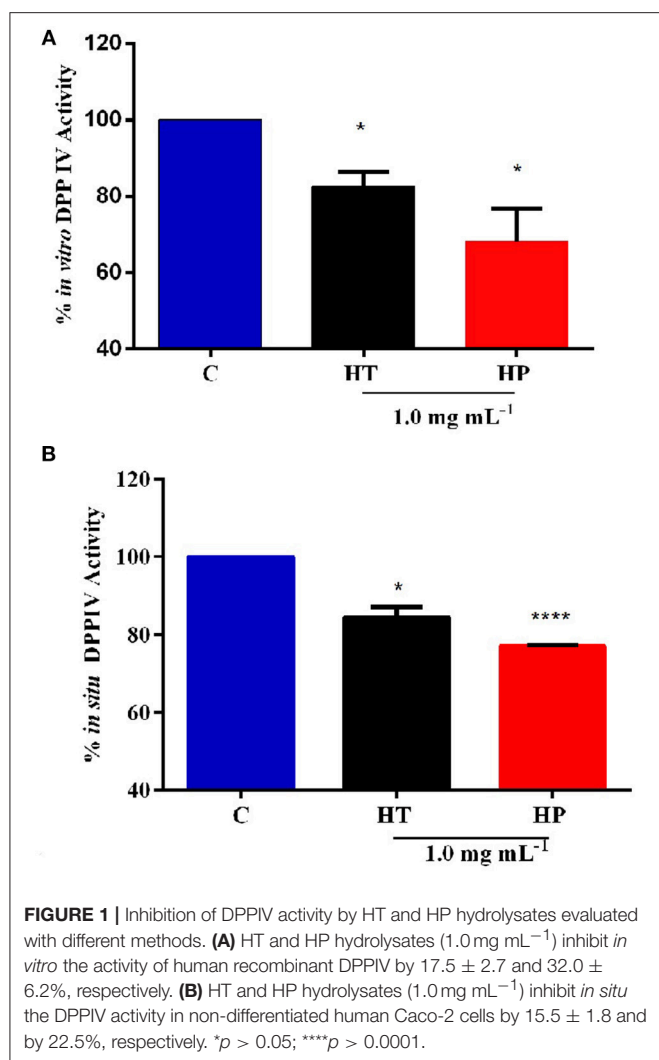 A
120
100
80
60
40
% in vitro DPP IV Activity
*
*
C HT HP
1.0 mg mL⁻¹
B
120
100
80
60
40
% in situ DPPIV Activity
*
****
C HT HP
1.0 mg mL⁻¹
FIGURE 1 | Inhibition of DPPIV activity by HT and HP hydrolysates evaluated
with different methods. (A) HT and HP hydrolysates (1.0 mg mL⁻¹) inhibit in
vitro the activity of human recombinant DPPIV by 17.5 ± 2.7 and 32.0 ±
6.2%, respectively. (B) HT and HP hydrolysates (1.0 mg mL⁻¹) inhibit in situ
the DPPIV activity in non-differentiated human Caco-2 cells by 15.5 ± 1.8 and
by 22.5%, respectively. *p > 0.05; ****p > 0.0001.